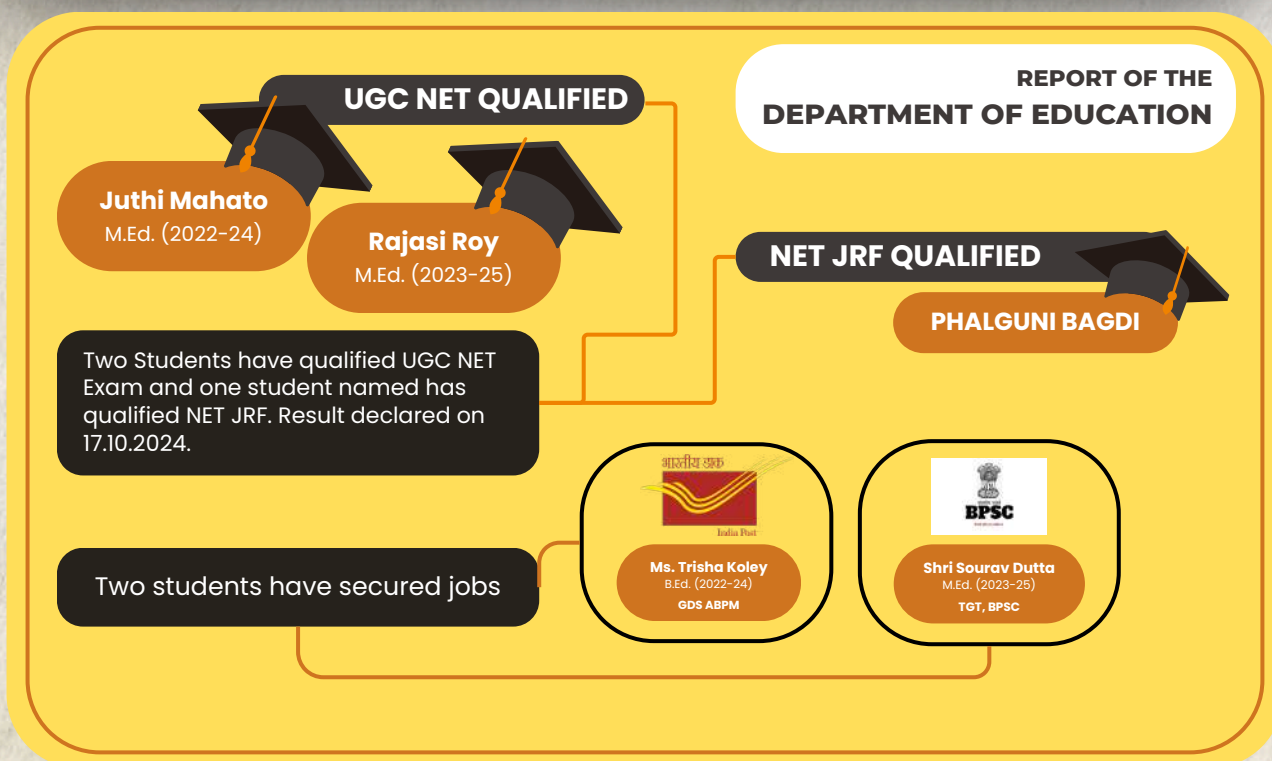 REPORT OF THE
DEPARTMENT OF EDUCATION
UGC NET QUALIFIED
Juthi Mahato
M.Ed. (2022-24)
Rajasi Roy
M.Ed. (2023-25)
NET JRF QUALIFIED
PHALGUNI BAGDI
Two Students have qualified UGC NET
Exam and one student named has
qualified NET JRF. Result declared on
17.10.2024.
Two students have secured jobs
भारतीय डाक
India Post
Ms. Trisha Koley
B.Ed. (2022-24)
GDS ABPM
BPSC
Shri Sourav Dutta
M.Ed. (2023-25)
TGT, BPSC